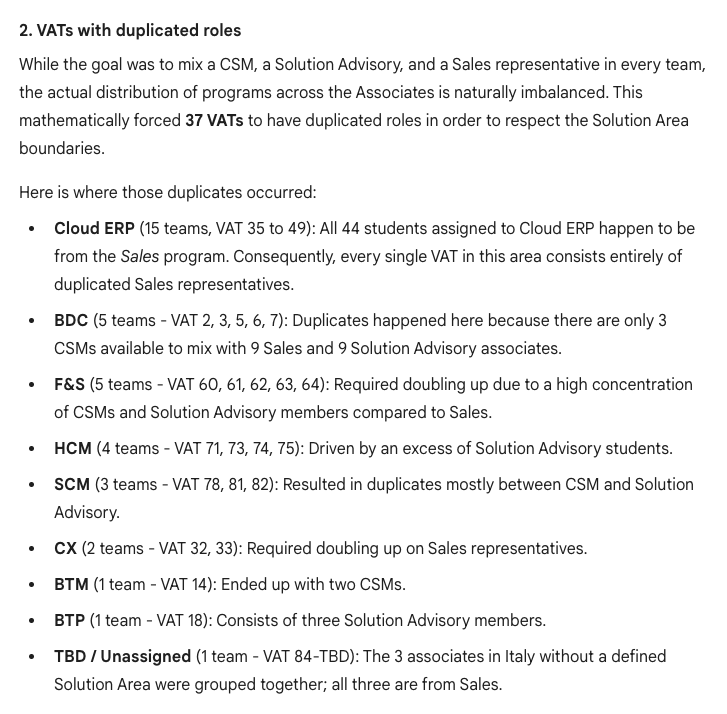 2. VATs with duplicated roles
While the goal was to mix a CSM, a Solution Advisory, and a Sales representative in every team,
the actual distribution of programs across the Associates is naturally imbalanced. This
mathematically forced 37 VATs to have duplicated roles in order to respect the Solution Area
boundaries.
Here is where those duplicates occurred:
• Cloud ERP (15 teams, VAT 35 to 49): All 44 students assigned to Cloud ERP happen to be
from the Sales program. Consequently, every single VAT in this area consists entirely of
duplicated Sales representatives.
• BDC (5 teams - VAT 2, 3, 5, 6, 7): Duplicates happened here because there are only 3
CSMs available to mix with 9 Sales and 9 Solution Advisory associates.
• F&S (5 teams - VAT 60, 61, 62, 63, 64): Required doubling up due to a high concentration
of CSMs and Solution Advisory members compared to Sales.
• HCM (4 teams - VAT 71, 73, 74, 75): Driven by an excess of Solution Advisory students.
• SCM (3 teams - VAT 78, 81, 82): Resulted in duplicates mostly between CSM and Solution
Advisory.
• CX (2 teams - VAT 32, 33): Required doubling up on Sales representatives.
• BTM (1 team - VAT 14): Ended up with two CSMs.
• BTP (1 team - VAT 18): Consists of three Solution Advisory members.
• TBD / Unassigned (1 team - VAT 84-TBD): The 3 associates in Italy without a defined
Solution Area were grouped together; all three are from Sales.